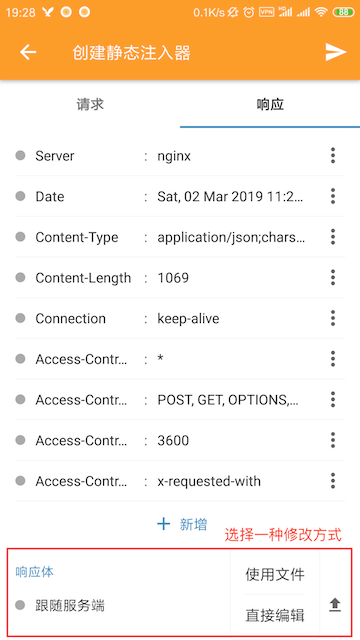 19:28 0.1K/s VPN 88
创建静态注入器
请求 响应
Server : nginx
Date : Sat, 02 Mar 2019 11:2...
Content-Type : application/json;chars...
Content-Length : 1069
Connection : keep-alive
Access-Contr... : *
Access-Contr... : POST, GET, OPTIONS,...
Access-Contr... : 3600
Access-Contr... : x-requested-with
+ 新增
选择一种修改方式
响应体
使用文件
跟随服务端
直接编辑